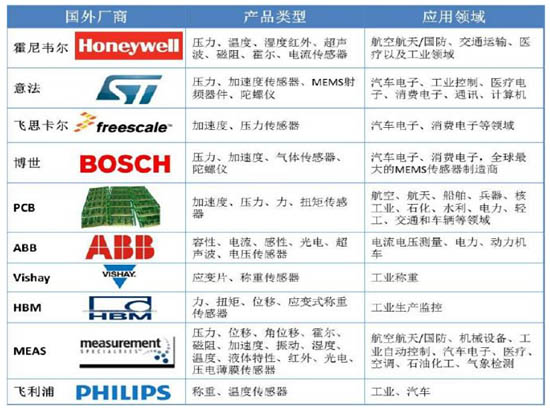 国外厂商 产品类型 应用领域
霍尼韦尔 Honeywell 压力、温度、湿度红外、超声
波、磁阻、霍尔、电流传感器 航空航天/国防、交通运输、医
疗以及工业领域
意法 ST 压力、加速度传感器、MEMS射
频器件、陀螺仪 汽车电子、工业控制、医疗电
子、消费电子、通讯、计算机
飞思卡尔 freescale 加速度、压力传感器 汽车电子、消费电子等领域
博世 BOSCH 压力、加速度、气体传感器、
陀螺仪 汽车电子、消费电子，全球最
大的MEMS传感器制造商
PCB 加速度、压力、力、扭矩传感
器 航空、航天、船舶、兵器、核
工业、石化、水利、电力、轻
工、交通和车辆等领域
ABB ABB 容性、电流、感性、光电、超
声波、电压传感器 电流电压测量、电力、动力机
车
Vishay VISHAY 应变片、称重传感器 工业称重
HBM HBM 力、扭矩、位移、应变式称重
传感器 工业生产监控
MEAS measurement
SPECIALTIES 压力、位移、角位移、霍尔、
磁阻、加速度、振动、湿度、
温度、液体特性、红外、光电、
压电薄膜传感器 航空航天/国防、机械设备、工
业自动控制、汽车电子、医疗、
空调、石油化工、气象检测
飞利浦 PHILIPS 称重、温度传感器 工业、汽车